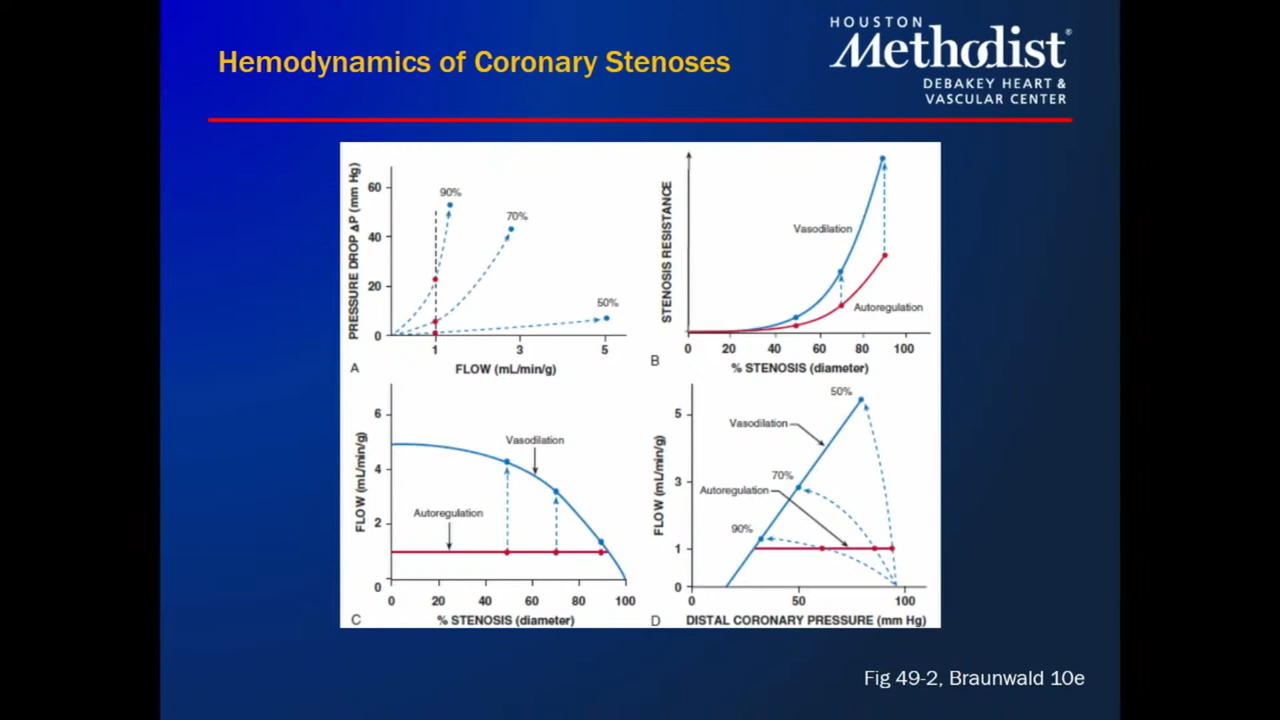 Hemodynamics of Coronary Stenoses
HOUSTON
Methodist®
DEBAKEY HEART &
VASCULAR CENTER
PRESSURE DROP ΔP (mm Hg)
60
40
20
0
90%
70%
50%
1
3
5
A
FLOW (mL/min/g)
STENOSIS RESISTANCE
Vasodilation
Autoregulation
0
20
40
60
80
100
B
% STENOSIS (diameter)
FLOW (mL/min/g)
6
4
2
0
Vasodilation
Autoregulation
0
20
40
60
80
100
C
% STENOSIS (diameter)
FLOW (mL/min/g)
5
3
1
0
50%
Vasodilation
70%
Autoregulation
90%
0
50
100
D
DISTAL CORONARY PRESSURE (mm Hg)
Fig 49-2, Braunwald 10e